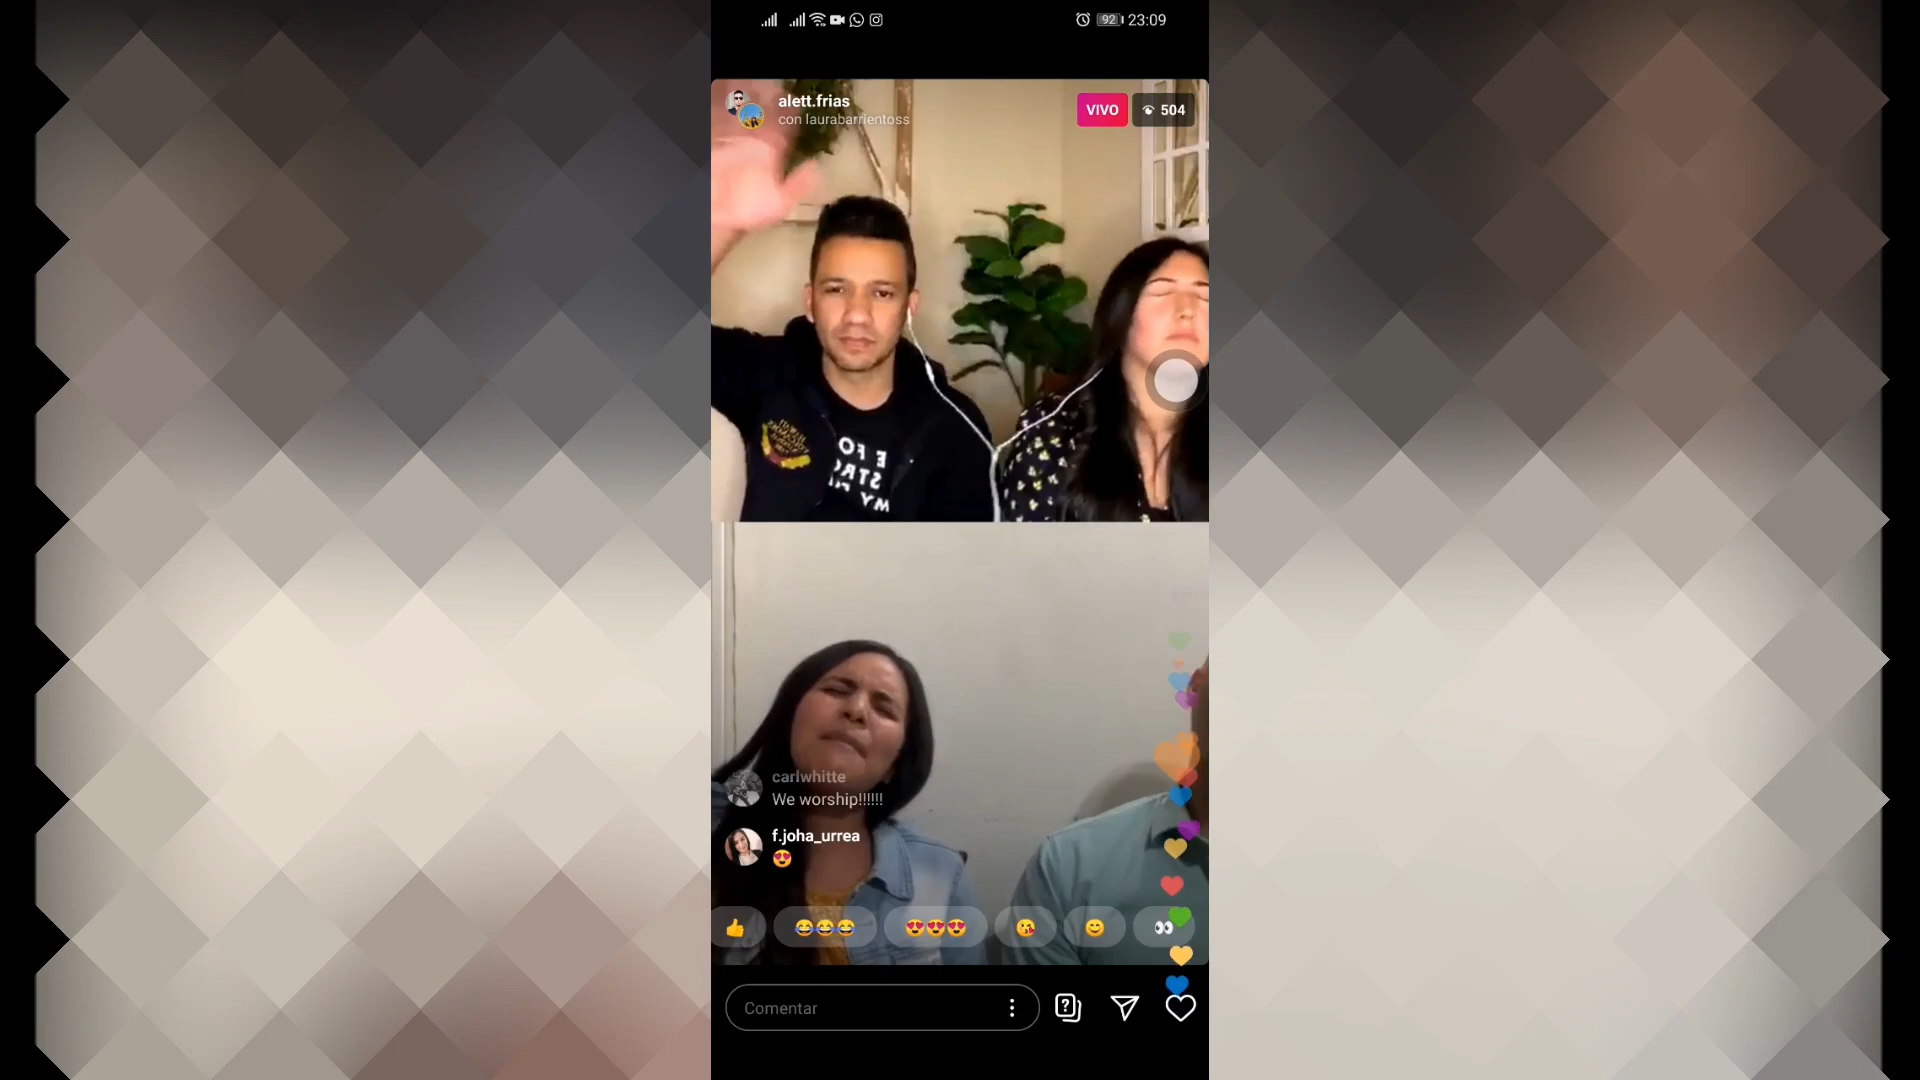 92 23:09
alett.frias
con laurabarrientoss
VIVO
504
carlwhitte
We worship!!!!!!
f.joha_urrea
😍
👍 😂😂😂 😍😍😍 😘 😊 👀
Comentar